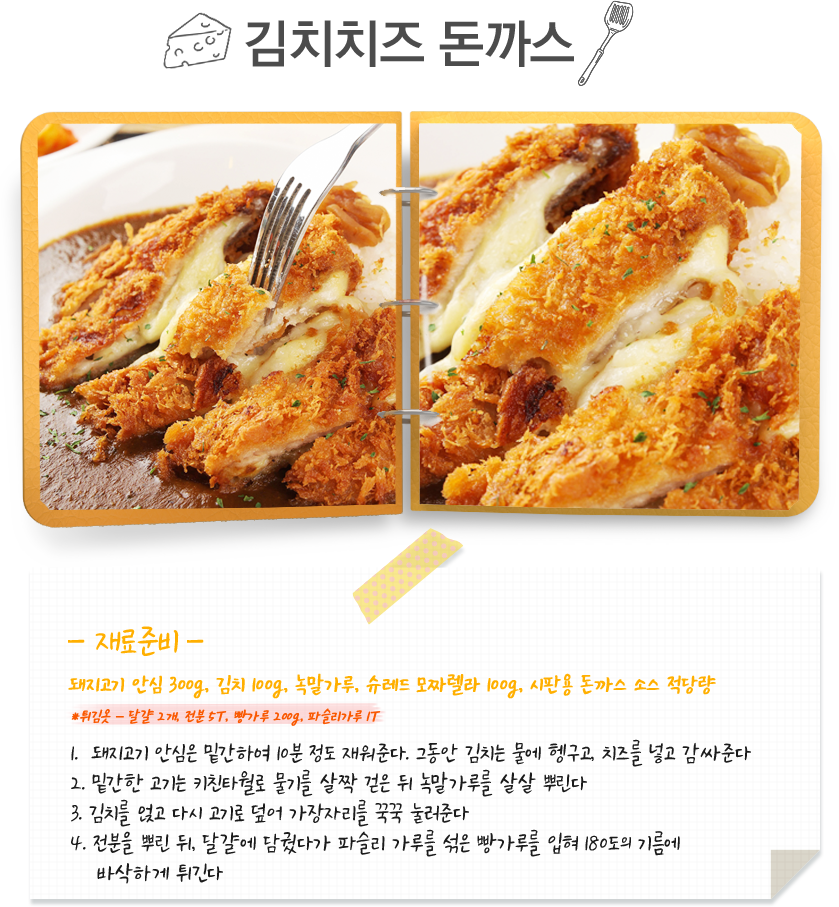 김치치즈 돈까스
- 재료준비 -
돼지고기 안심 300g, 김치 100g, 녹말가루, 슈레드 모짜렐라 100g, 시판용 돈까스 소스 적당량
*튀김옷 - 달걀 2개, 전분 5T, 빵가루 200g, 파슬리가루 1T
1. 돼지고기 안심은 밑간하여 10분 정도 재워준다. 그동안 김치는 물에 헹구고, 치즈를 넣고 감싸준다
2. 밑간한 고기는 키친타월로 물기를 살짝 걷은 뒤 녹말가루를 살살 뿌린다
3. 김치를 얹고 다시 고기로 덮어 가장자리를 꾹꾹 눌러준다
4. 전분을 뿌린 뒤, 달걀에 담궜다가 파슬리 가루를 섞은 빵가루를 입혀 180도의 기름에
바삭하게 튀긴다